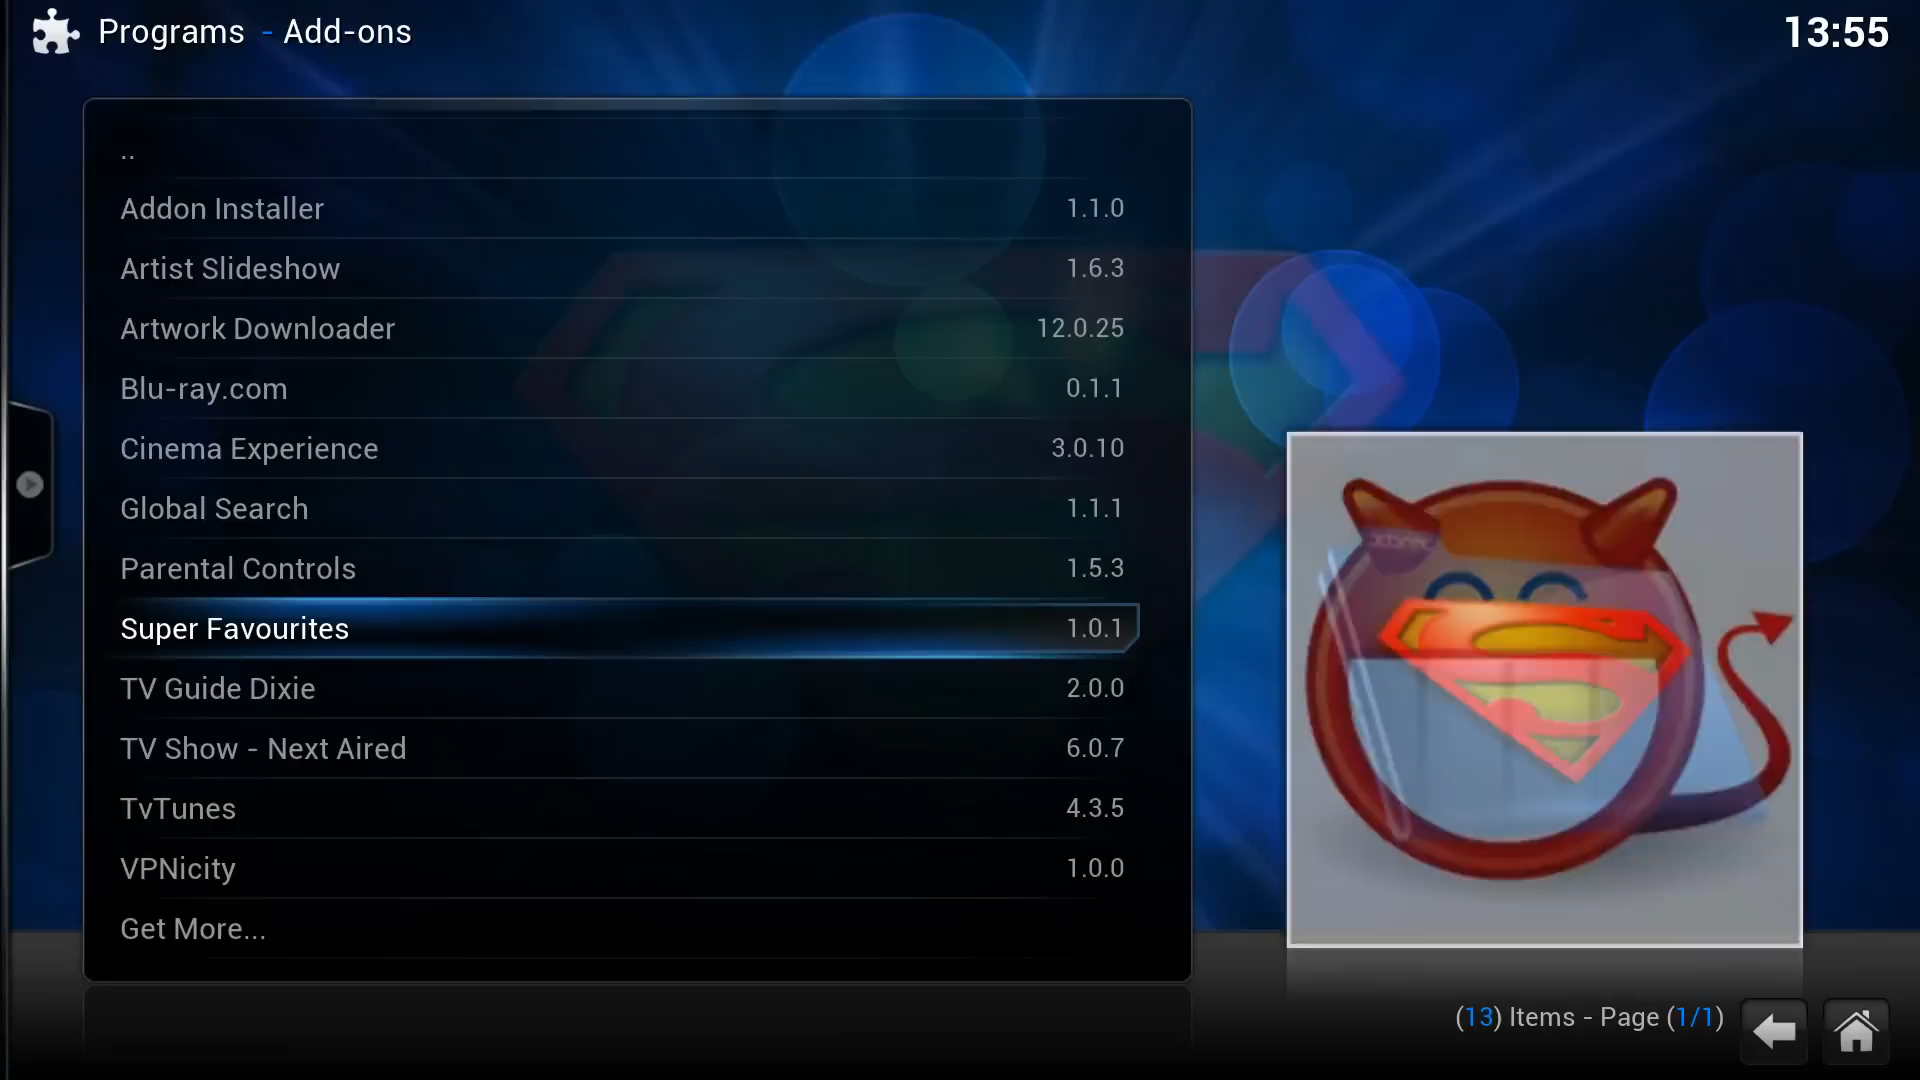 Programs - Add-ons
13:55
..
Addon Installer 1.1.0
Artist Slideshow 1.6.3
Artwork Downloader 12.0.25
Blu-ray.com 0.1.1
Cinema Experience 3.0.10
Global Search 1.1.1
Parental Controls 1.5.3
Super Favourites 1.0.1
TV Guide Dixie 2.0.0
TV Show - Next Aired 6.0.7
TvTunes 4.3.5
VPNicity 1.0.0
Get More...
(13) Items - Page (1/1)